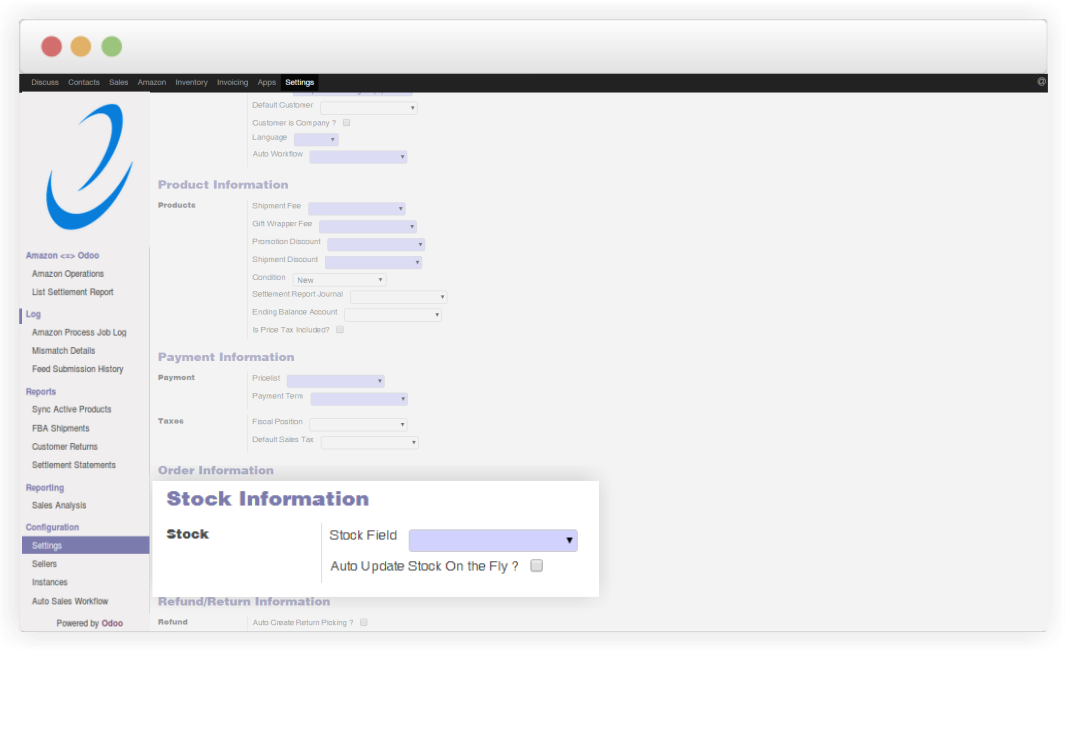 Discuss Contacts Sales Amazon Inventory Invoicing Apps Settings @
Default Customer
Customer is Company ?
Language
Auto Workflow
Product Information
Products
Shipment Fee
Gift Wrapper Fee
Promotion Discount
Shipment Discount
Condition New
Settlement Report Journal
Ending Balance Account
Is Price Tax Included?
Payment Information
Payment
Pricelist
Payment Term
Taxes
Fiscal Position
Default Sales Tax
Order Information
Stock Information
Stock
Stock Field
Auto Update Stock On the Fly ?
Refund/Return Information
Refund
Auto Create Return Picking ?
Amazon <=> Odoo
Amazon Operations
List Settlement Report
Log
Amazon Process Job Log
Mismatch Details
Feed Submission History
Reports
Sync Active Products
FBA Shipments
Customer Returns
Settlement Statements
Reporting
Sales Analysis
Configuration
Settings
Sellers
Instances
Auto Sales Workflow
Powered by Odoo